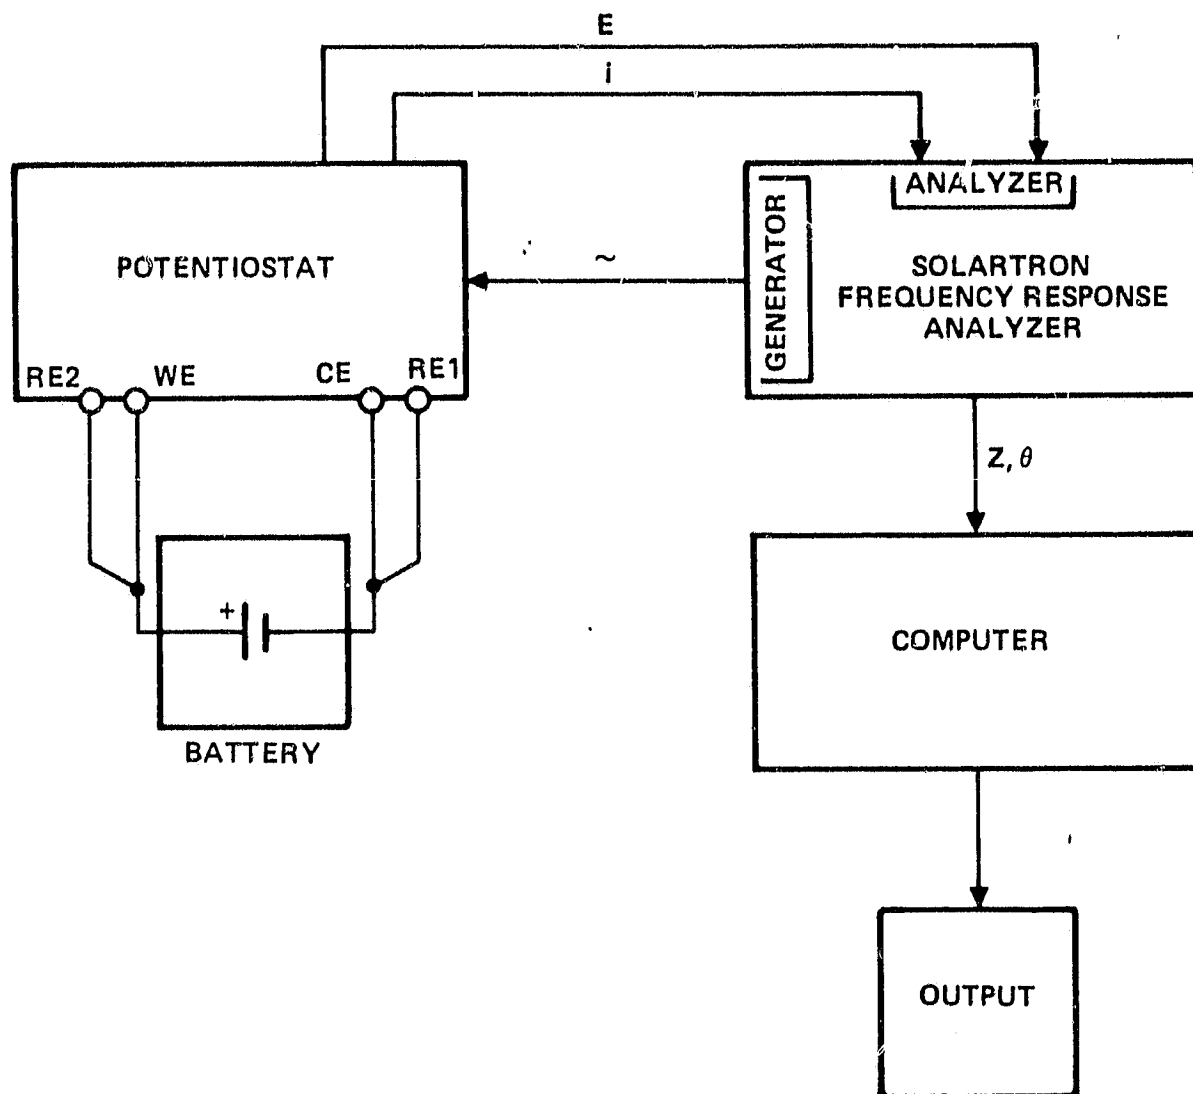 E
i
ANALYZER
GENERATOR
POTENTIOSTAT
~
SOLARTRON
FREQUENCY RESPONSE
ANALYZER
RE2
WE
CE
RE1
Z, θ
+
COMPUTER
BATTERY
OUTPUT